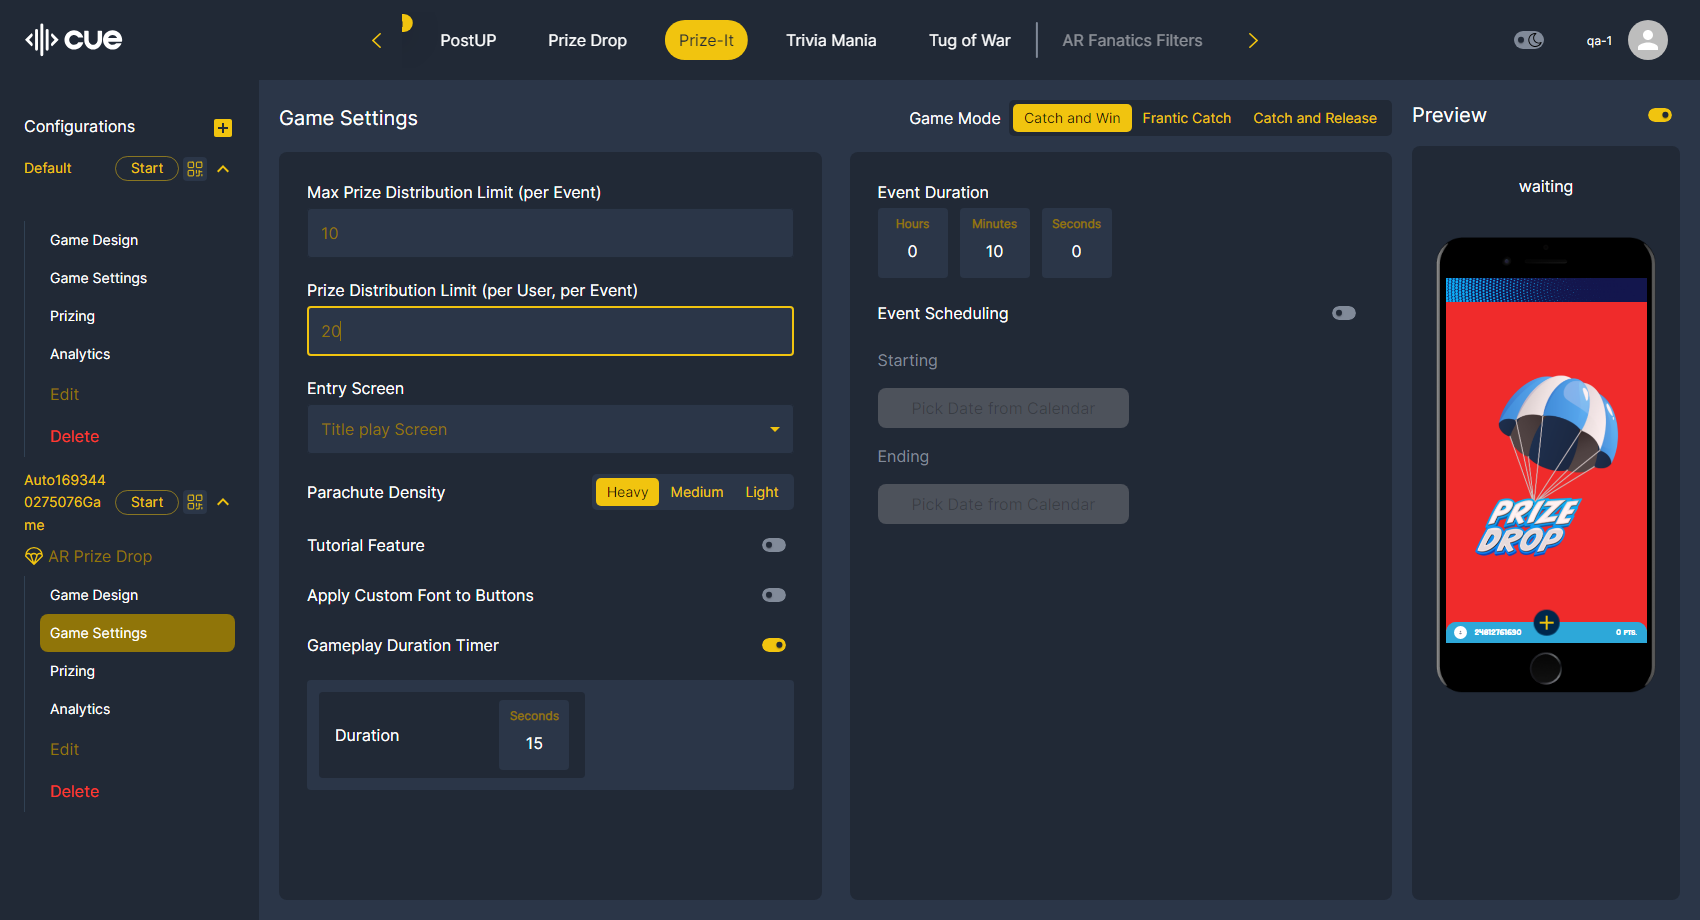 cue
PostUP
Prize Drop
Prize-It
Trivia Mania
Tug of War
AR Fanatics Filters
qa-1
Configurations
Default
Start
Game Design
Game Settings
Prizing
Analytics
Edit
Delete
Auto169344
0275076Ga
me
Start
AR Prize Drop
Game Design
Game Settings
Prizing
Analytics
Edit
Delete
Game Settings
Game Mode
Catch and Win
Frantic Catch
Catch and Release
Max Prize Distribution Limit (per Event)
10
Prize Distribution Limit (per User, per Event)
20
Entry Screen
Title play Screen
Parachute Density
Heavy
Medium
Light
Tutorial Feature
Apply Custom Font to Buttons
Gameplay Duration Timer
Duration
Seconds
15
Event Duration
Hours
0
Minutes
10
Seconds
0
Event Scheduling
Starting
Pick Date from Calendar
Ending
Pick Date from Calendar
Preview
waiting
PRIZE
DROP
24612761690
0 PTS.